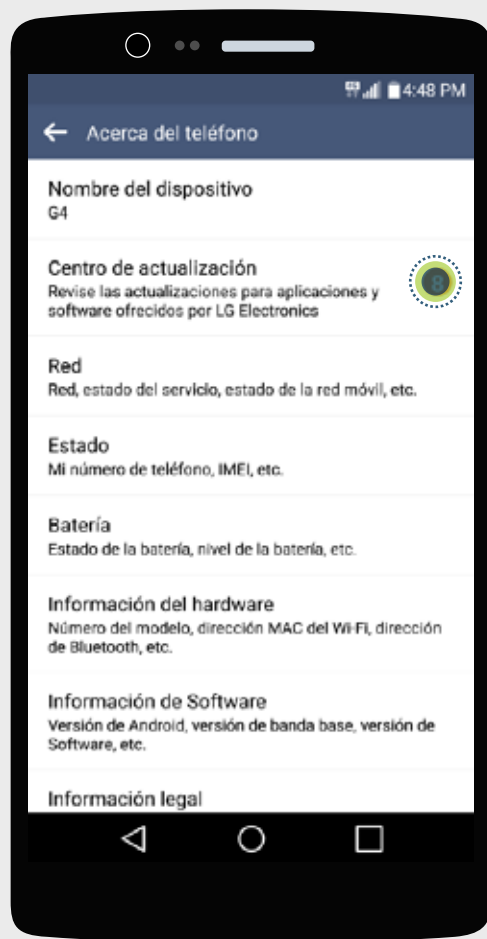 4:48 PM
Acerca del teléfono
Nombre del dispositivo
G4
Centro de actualización
Revise las actualizaciones para aplicaciones y
software ofrecidos por LG Electronics
8
Red
Red, estado del servicio, estado de la red móvil, etc.
Estado
Mi número de teléfono, IMEI, etc.
Batería
Estado de la batería, nivel de la batería, etc.
Información del hardware
Número del modelo, dirección MAC del Wi-Fi, dirección
de Bluetooth, etc.
Información de Software
Versión de Android, versión de banda base, versión de
Software, etc.
Información legal